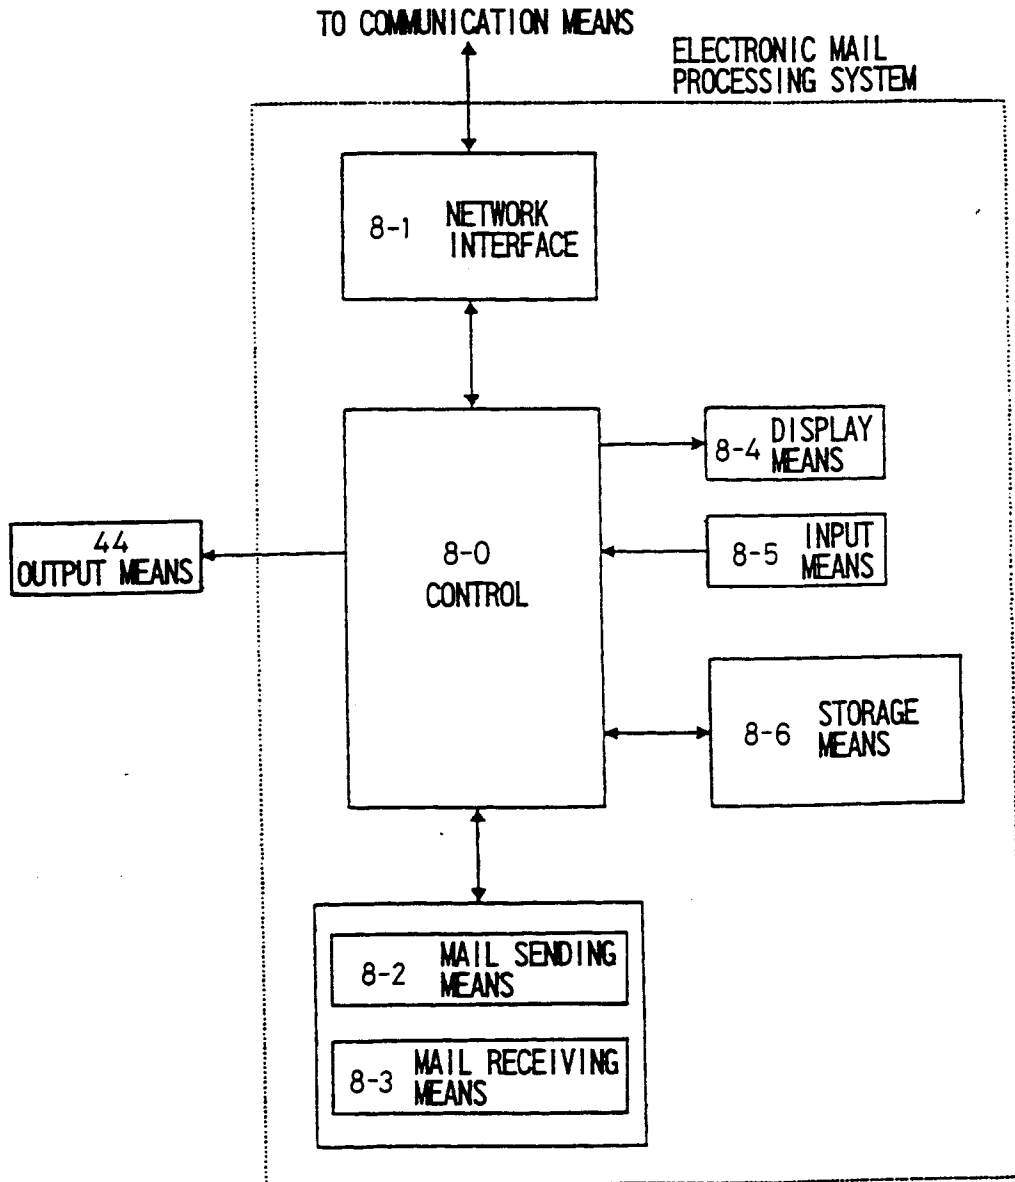 TO COMMUNICATION MEANS
ELECTRONIC MAIL
PROCESSING SYSTEM
8-1 NETWORK
INTERFACE
8-4 DISPLAY
MEANS
44
OUTPUT MEANS
8-0
CONTROL
8-5 INPUT
MEANS
8-6 STORAGE
MEANS
8-2 MAIL SENDING
MEANS
8-3 MAIL RECEIVING
MEANS